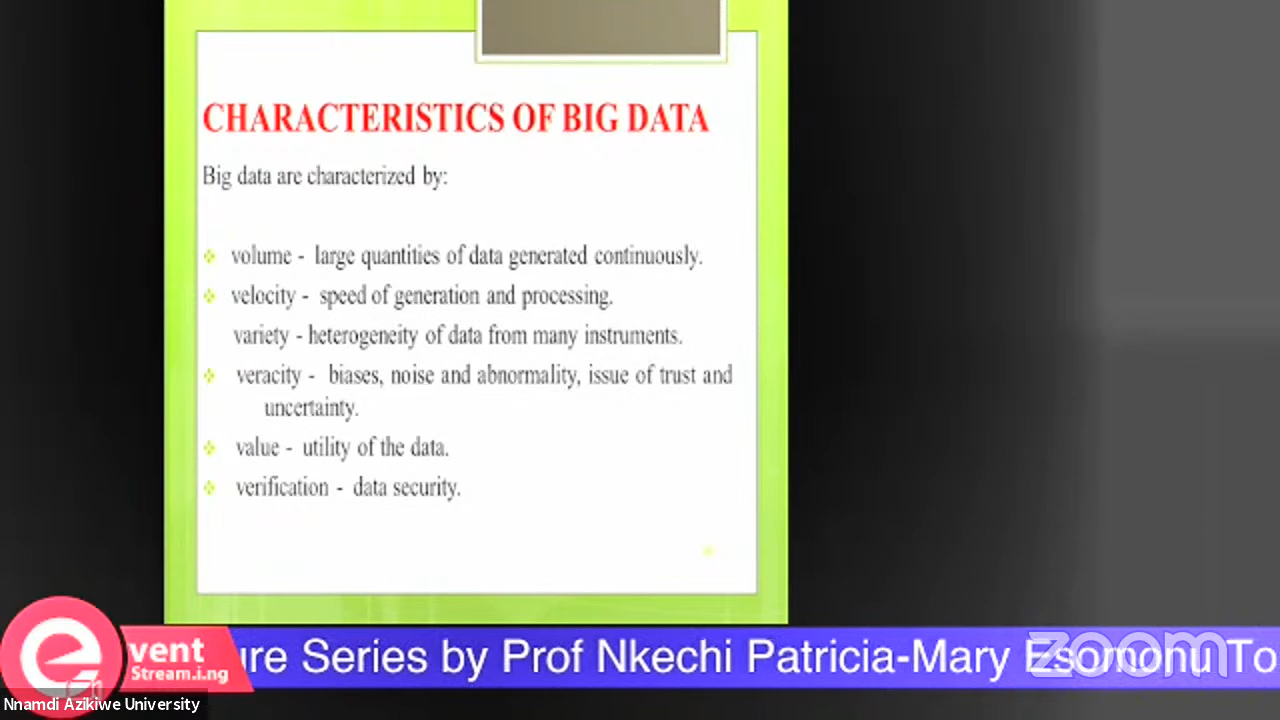 CHARACTERISTICS OF BIG DATA
Big data are characterized by:
volume - large quantities of data generated continuously.
velocity - speed of generation and processing.
variety - heterogeneity of data from many instruments.
veracity - biases, noise and abnormality, issue of trust and
uncertainty.
value - utility of the data.
verification - data security.
event
Stream.i.ng
ure Series by Prof Nkechi Patricia-Mary Esomonu To
zoom
Nnamdi Azikiwe University